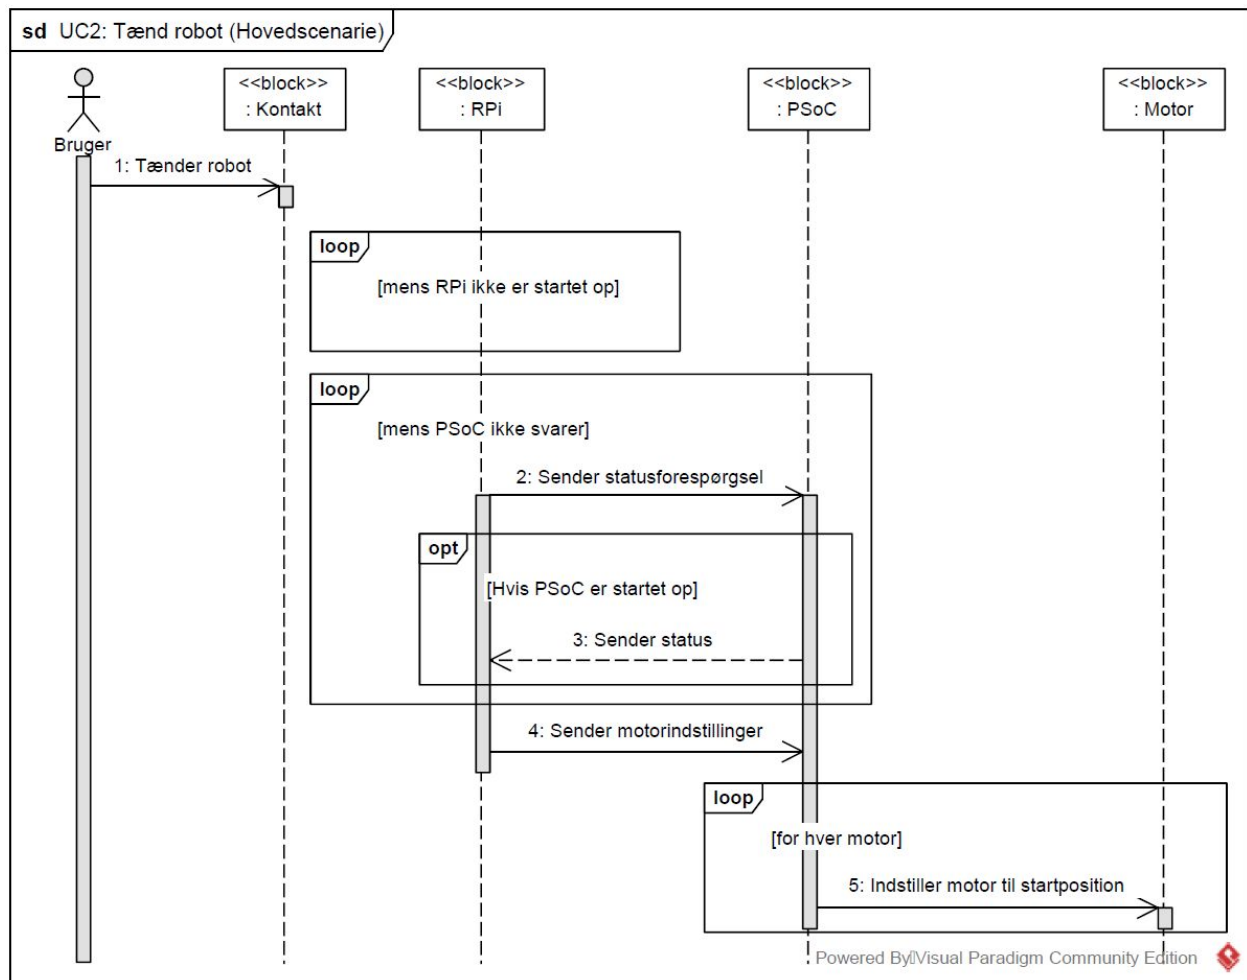 sd UC2: Tænd robot (Hovedscenarie)
<<block>>
: Kontakt
<<block>>
: RPi
<<block>>
: PSoC
<<block>>
: Motor
Bruger
1: Tænder robot
loop
[mens RPi ikke er startet op]
loop
[mens PSoC ikke svarer]
2: Sender statusforespørgsel
opt
[Hvis PSoC er startet op]
3: Sender status
4: Sender motorindstillinger
loop
[for hver motor]
5: Indstiller motor til startposition
Powered By Visual Paradigm Community Edition